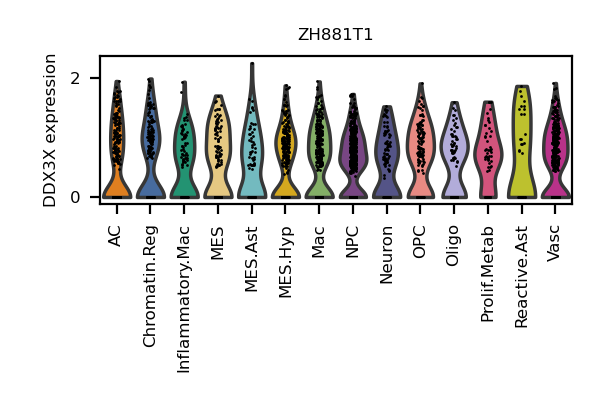 ZH881T1
DDX3X expression
2
0
AC
Chromatin.Reg
Inflammatory.Mac
MES
MES.Ast
MES.Hyp
Mac
NPC
Neuron
OPC
Oligo
Prolif.Metab
Reactive.Ast
Vasc